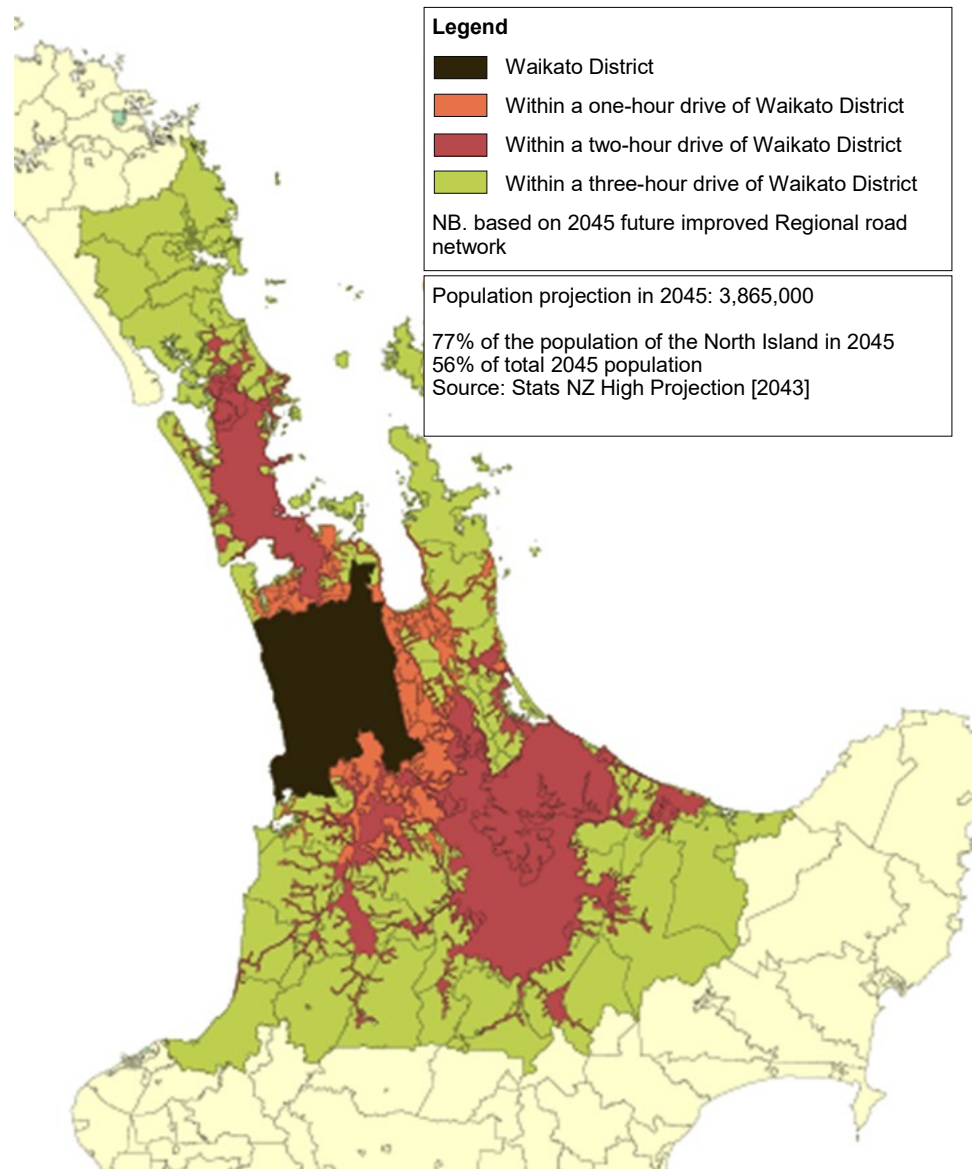 Legend
Waikato District
Within a one-hour drive of Waikato District
Within a two-hour drive of Waikato District
Within a three-hour drive of Waikato District
NB. based on 2045 future improved Regional road
network
Population projection in 2045: 3,865,000
77% of the population of the North Island in 2045
56% of total 2045 population
Source: Stats NZ High Projection [2043]